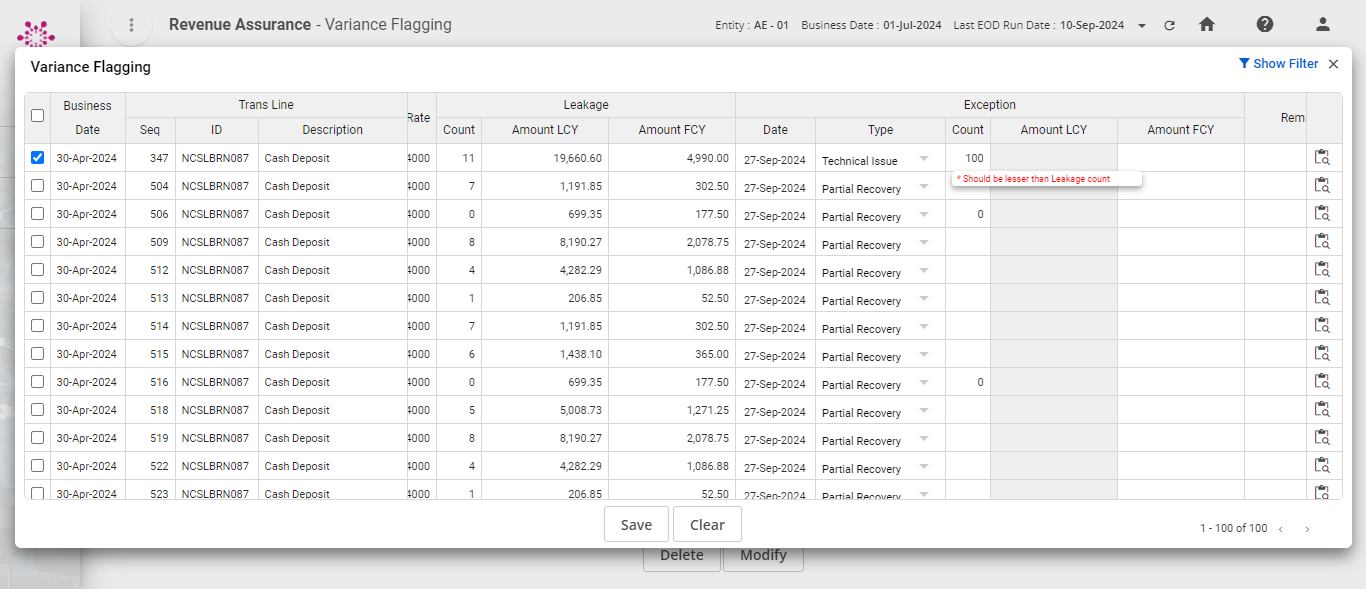 Revenue Assurance - Variance Flagging Entity : AE - 01 Business Date : 01-Jul-2024 Last EOD Run Date : 10-Sep-2024
Variance Flagging Show Filter
Business Trans Line Leakage Exception
Rate Rem
Date Seq ID Description Count Amount LCY Amount FCY Date Type Count Amount LCY Amount FCY
30-Apr-2024 347 NCSLBRN087 Cash Deposit 4000 11 19,660.60 4,990.00 27-Sep-2024 Technical Issue 100
* Should be lesser than Leakage count
30-Apr-2024 504 NCSLBRN087 Cash Deposit 4000 7 1,191.85 302.50 27-Sep-2024 Partial Recovery
30-Apr-2024 506 NCSLBRN087 Cash Deposit 4000 0 699.35 177.50 27-Sep-2024 Partial Recovery 0
30-Apr-2024 509 NCSLBRN087 Cash Deposit 4000 8 8,190.27 2,078.75 27-Sep-2024 Partial Recovery
30-Apr-2024 512 NCSLBRN087 Cash Deposit 4000 4 4,282.29 1,086.88 27-Sep-2024 Partial Recovery
30-Apr-2024 513 NCSLBRN087 Cash Deposit 4000 1 206.85 52.50 27-Sep-2024 Partial Recovery
30-Apr-2024 514 NCSLBRN087 Cash Deposit 4000 7 1,191.85 302.50 27-Sep-2024 Partial Recovery
30-Apr-2024 515 NCSLBRN087 Cash Deposit 4000 6 1,438.10 365.00 27-Sep-2024 Partial Recovery
30-Apr-2024 516 NCSLBRN087 Cash Deposit 4000 0 699.35 177.50 27-Sep-2024 Partial Recovery 0
30-Apr-2024 518 NCSLBRN087 Cash Deposit 4000 5 5,008.73 1,271.25 27-Sep-2024 Partial Recovery
30-Apr-2024 519 NCSLBRN087 Cash Deposit 4000 8 8,190.27 2,078.75 27-Sep-2024 Partial Recovery
30-Apr-2024 522 NCSLBRN087 Cash Deposit 4000 4 4,282.29 1,086.88 27-Sep-2024 Partial Recovery
30-Apr-2024 523 NCSLBRN087 Cash Deposit 4000 1 206.85 52.50 27-Sep-2024 Partial Recovery
Save Clear 1 - 100 of 100
Delete Modify